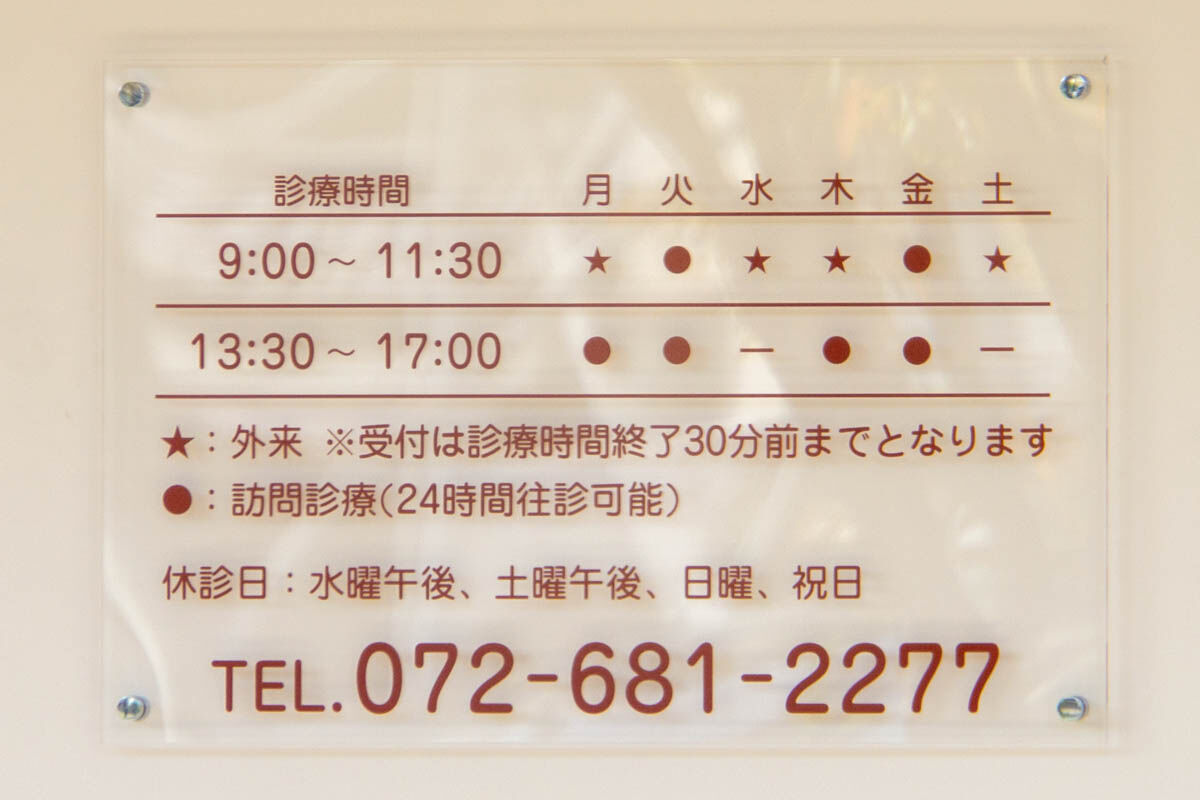 診療時間 月 火 水 木 金 土
9:00～11:30 ★ ● ★ ★ ● ★
13:30～17:00 ● ● － ● ● －
★：外来 ※受付は診療時間終了30分前までとなります
●：訪問診療(24時間往診可能)
休診日：水曜午後、土曜午後、日曜、祝日
TEL.072-681-2277